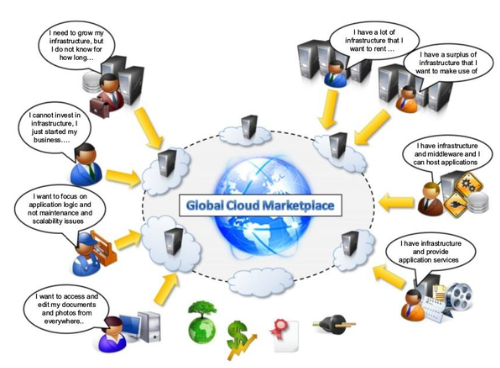 I need to grow my
infrastructure, but
I do not know for
how long…
I have a lot of
infrastructure that I
want to rent …
I have a surplus of
infrastructure that I
want to make use of
I cannot invest in
infrastructure, I
just started my
business….
I have infrastructure
and middleware and I
can host applications
Global Cloud Marketplace
I want to focus on
application logic and
not maintenance and
scalability issues
I have infrastructure
and provide
application services
I want to access and
edit my documents
and photos from
everywhere..